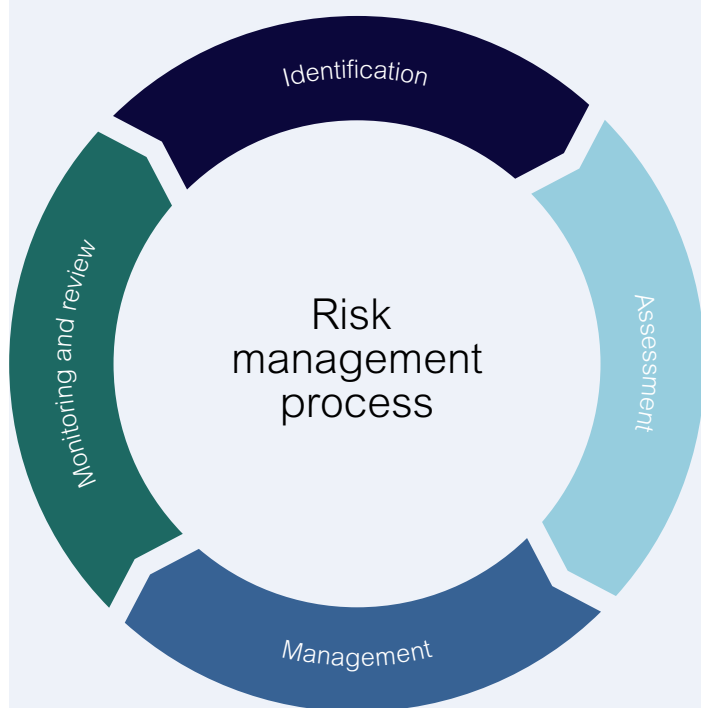 Identification
Assessment
Management
Monitoring and review
Risk
management
process